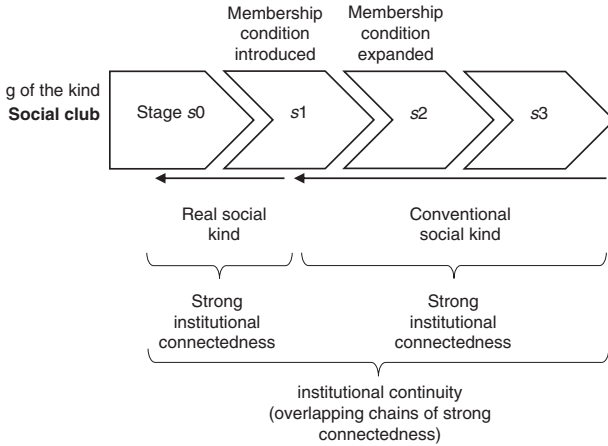 Membership
condition
introduced
Membership
condition
expanded
g of the kind
Social club
Stage s0
s1
s2
s3
Real social
kind
Conventional
social kind
Strong
institutional
connectedness
Strong
institutional
connectedness
institutional continuity
(overlapping chains of strong
connectedness)